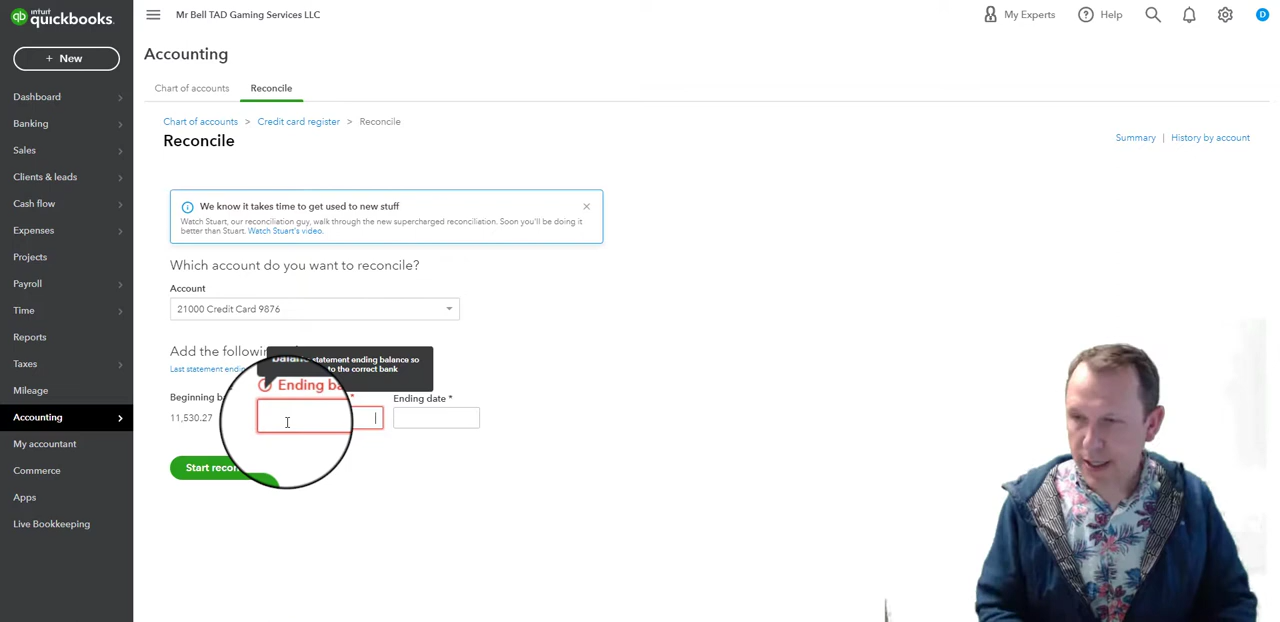 intuit
quickbooks.
Mr Bell TAD Gaming Services LLC
My Experts
Help
D
+ New
Accounting
Chart of accounts
Reconcile
Dashboard
Banking
Sales
Clients & leads
Cash flow
Expenses
Projects
Payroll
Time
Reports
Taxes
Mileage
Accounting
My accountant
Commerce
Apps
Live Bookkeeping
Chart of accounts > Credit card register > Reconcile
Reconcile
Summary | History by account
We know it takes time to get used to new stuff
Watch Stuart, our reconciliation guy, walk through the new supercharged reconciliation. Soon you'll be doing it
better than Stuart. Watch Stuart's video.
Which account do you want to reconcile?
Account
21000 Credit Card 9876
Add the
statement ending balance so
Last statement
to the correct bank
Beginning
Ending
*
Ending date *
11,530.27
Start